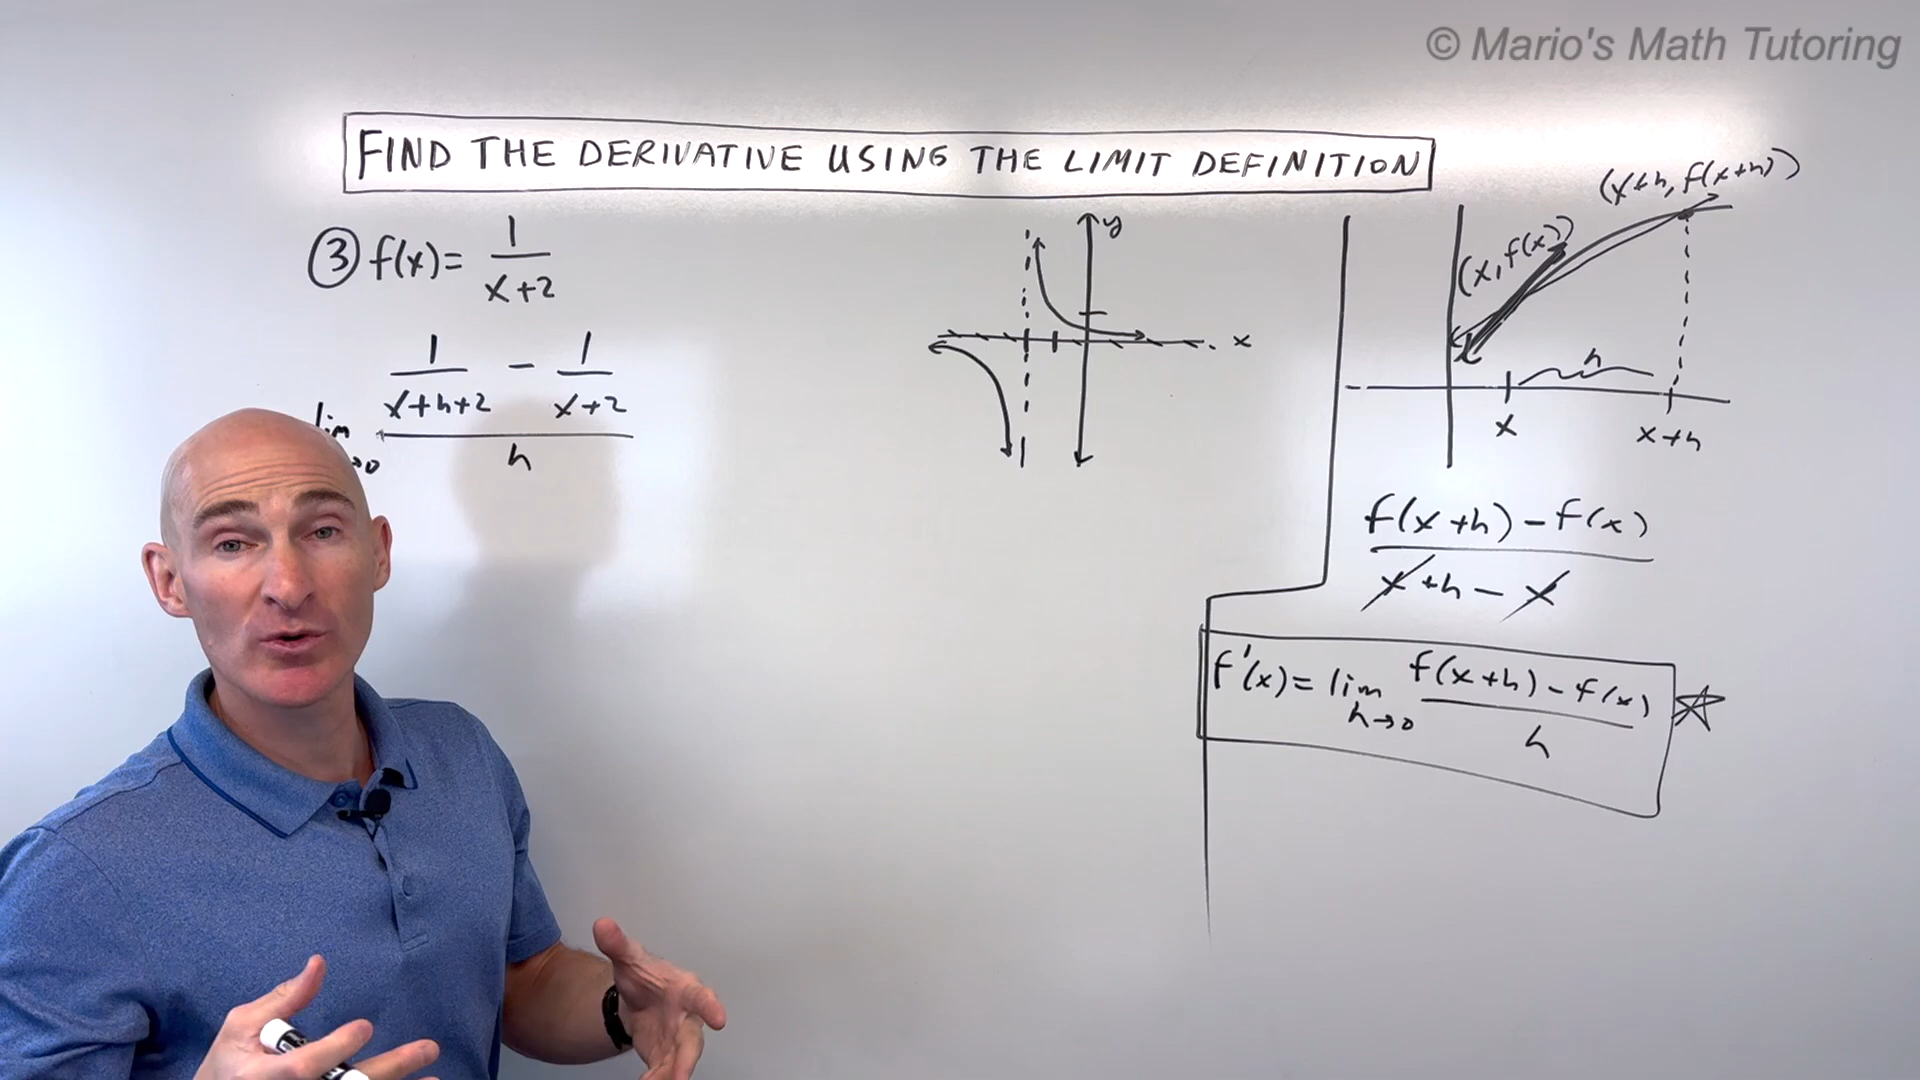 © Mario's Math Tutoring
FIND THE DERIVATIVE USING THE LIMIT DEFINITION
③ f(x) = 1/(x+2)
lim →0 (1/(x+h+2) - 1/(x+2))/h
y
x
(x+h, f(x+h))
(x, f(x))
h
x
x+h
(f(x+h) - f(x))/(x+h - x)
f'(x) = lim h→0 (f(x+h) - f(x))/h